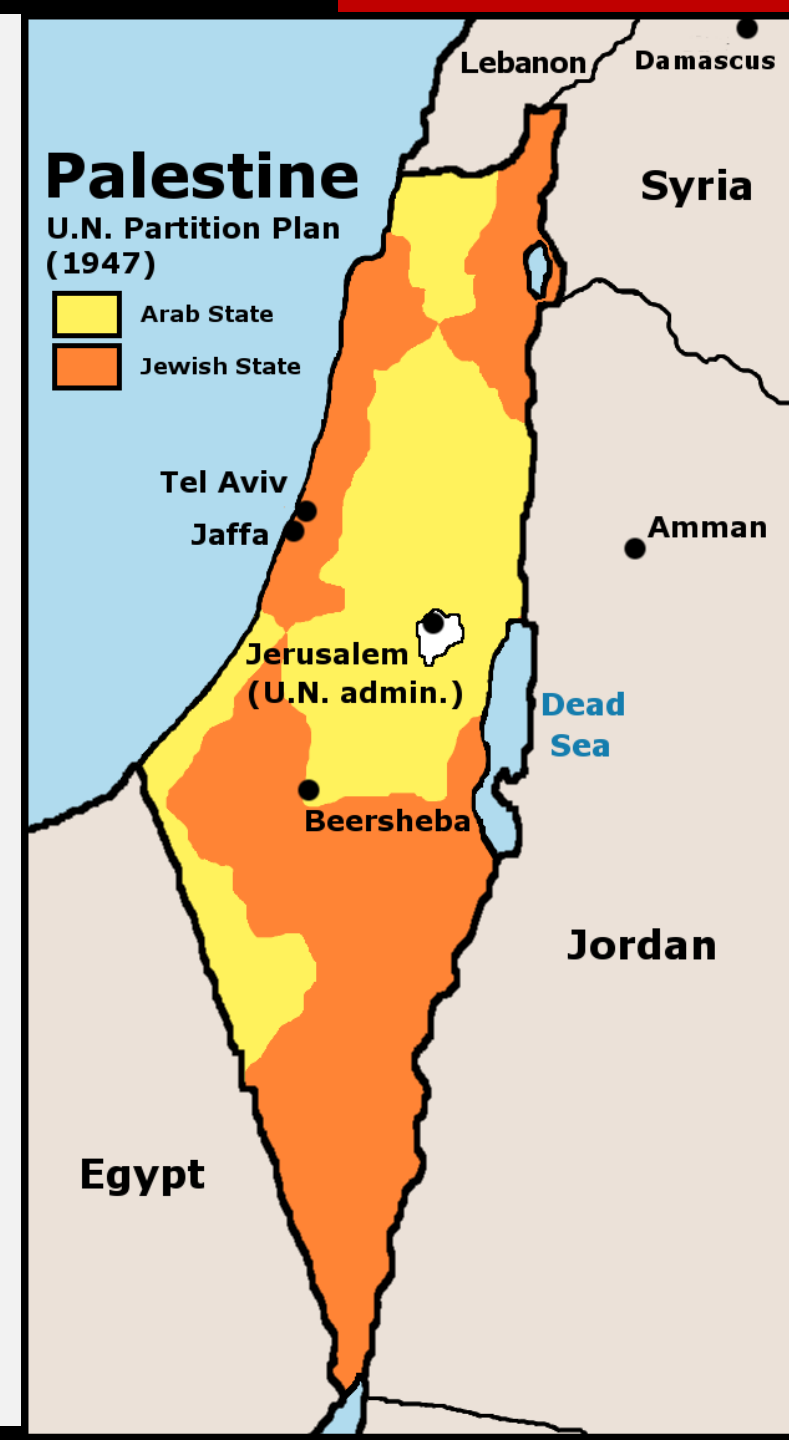 Lebanon
Damascus
Palestine
U.N. Partition Plan
(1947)
Syria
Arab State
Jewish State
Tel Aviv
Jaffa
Amman
Jerusalem
(U.N. admin.)
Dead
Sea
Beersheba
Jordan
Egypt